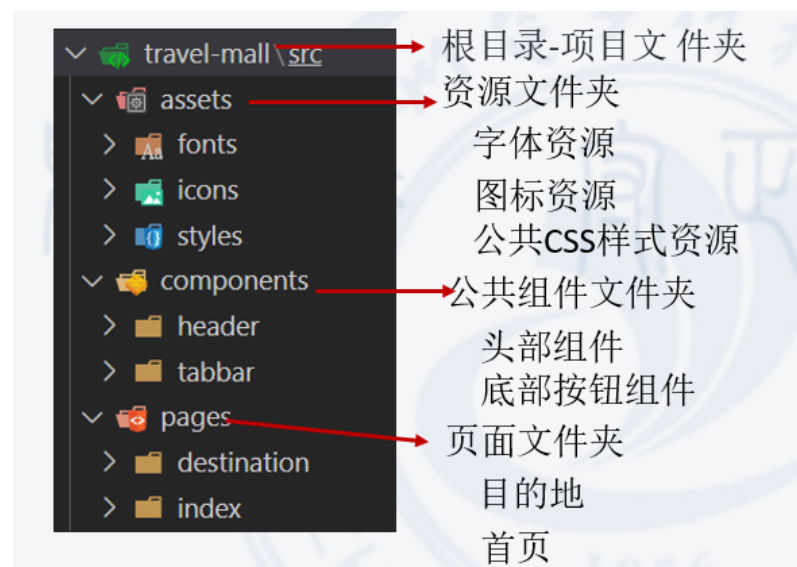 travel-mall\src 根目录-项目文 件夹
assets 资源文件夹
fonts 字体资源
icons 图标资源
styles 公共CSS样式资源
components 公共组件文件夹
header 头部组件
tabbar 底部按钮组件
pages 页面文件夹
destination 目的地
index 首页